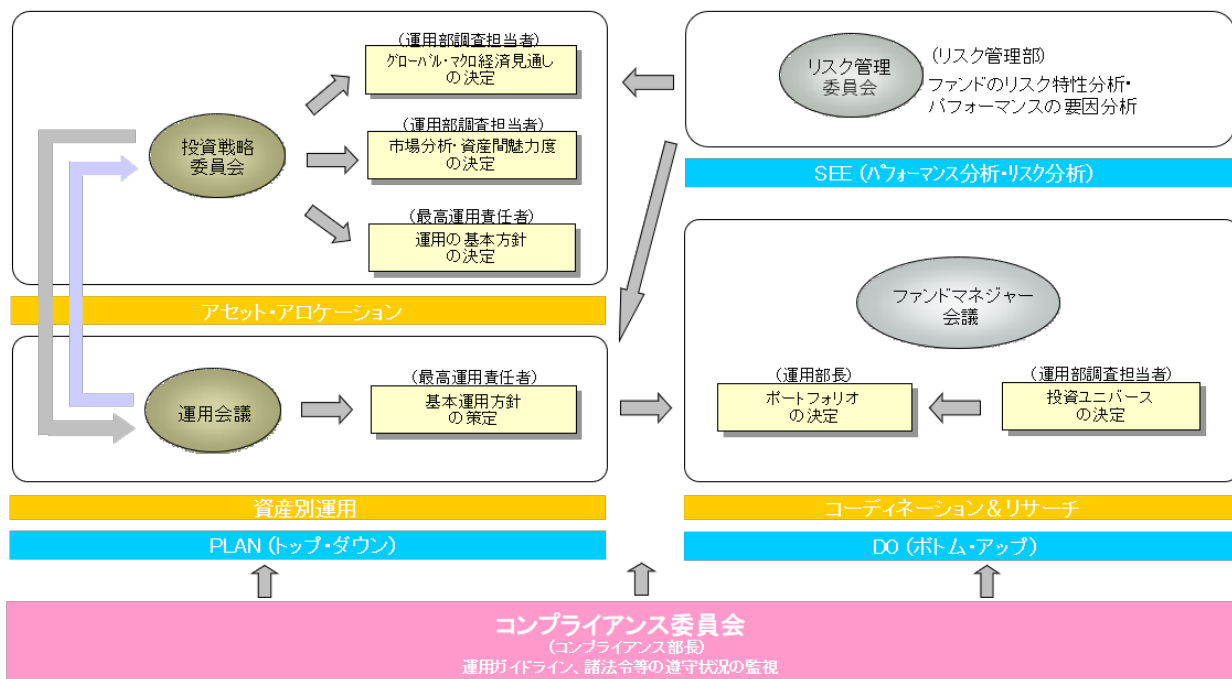 (運用部調査担当者)
グローバル・マクロ経済見通し
の決定
投資戦略
委員会
(運用部調査担当者)
市場分析・資産間魅力度
の決定
(最高運用責任者)
運用の基本方針
の決定
アセット・アロケーション
リスク管理
委員会
(リスク管理部)
ファンドのリスク特性分析・
パフォーマンスの要因分析
SEE (パフォーマンス分析・リスク分析)
運用会議
(最高運用責任者)
基本運用方針
の策定
資産別運用
PLAN (トップ・ダウン)
ファンドマネジャー
会議
(運用部長)
ポートフォリオ
の決定
(運用部調査担当者)
投資ユニバース
の決定
コーディネーション&リサーチ
DO (ボトム・アップ)
コンプライアンス委員会
(コンプライアンス部長)
運用ガイドライン、諸法令等の遵守状況の監視